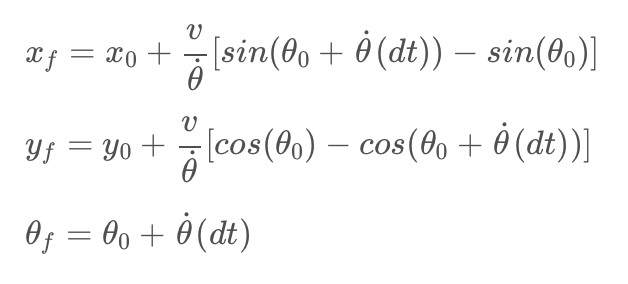 x_f = x_0 + \frac{v}{\dot{\theta}}[sin(\theta_0 + \dot{\theta}(dt)) − sin(\theta_0)]
y_f = y_0 + \frac{v}{\dot{\theta}}[cos(\theta_0) − cos(\theta_0 + \dot{\theta}(dt))]
\theta_f = \theta_0 + \dot{\theta}(dt)